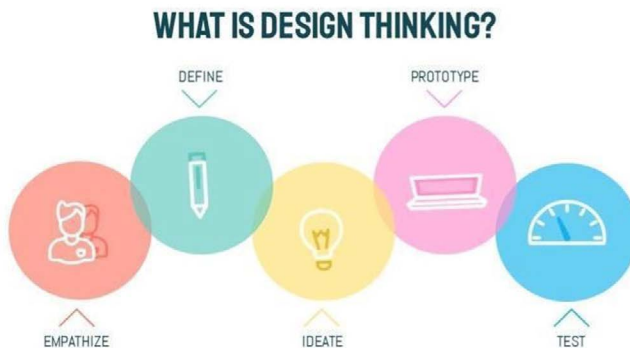 WHAT IS DESIGN THINKING?
DEFINE
PROTOTYPE
EMPATHIZE
IDEATE
TEST